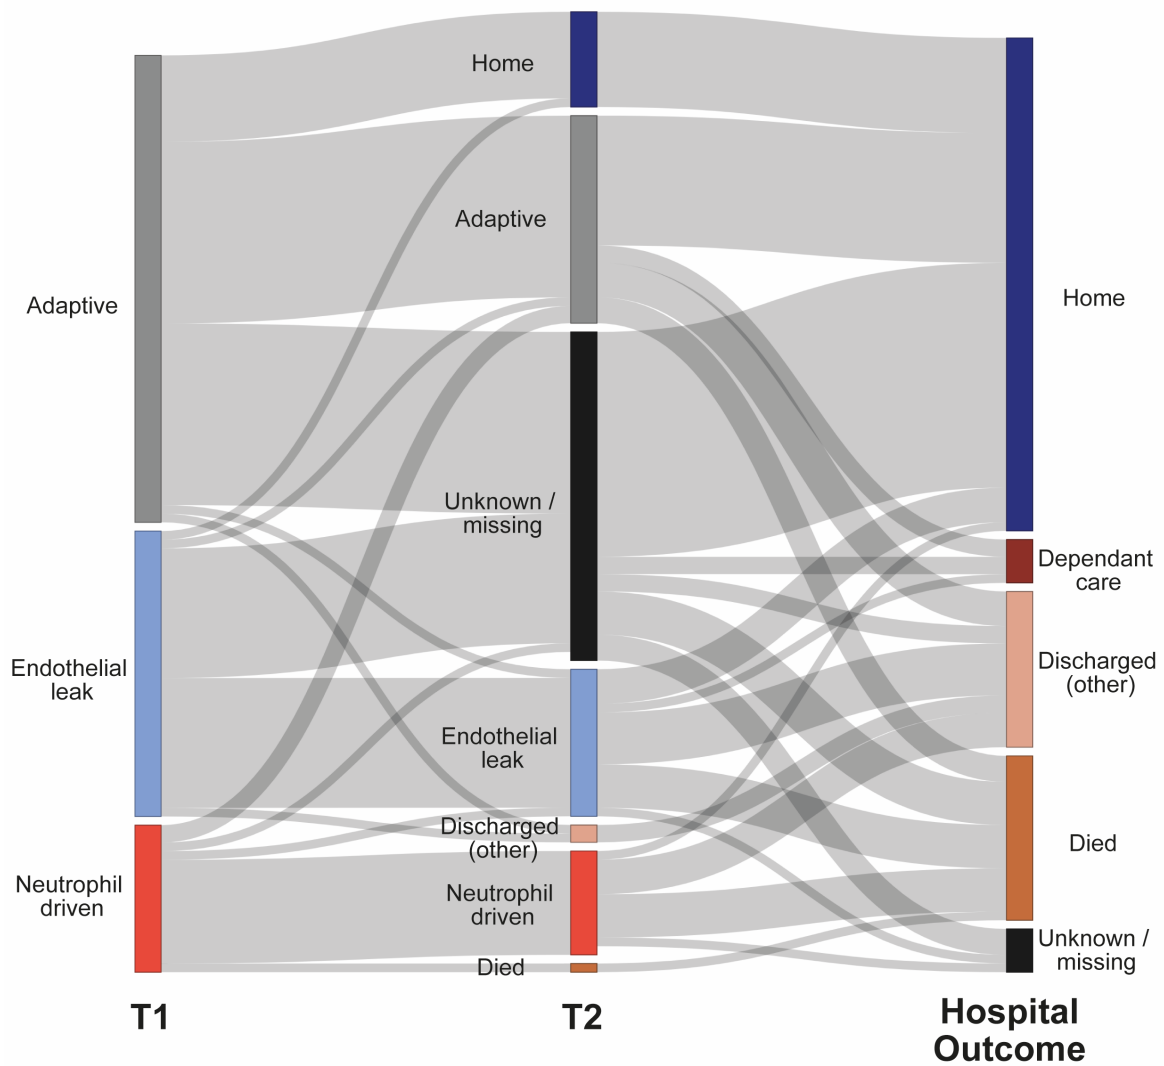 Home
Adaptive
Adaptive
Home
Unknown /
missing
Dependant
care
Endothelial
leak
Discharged
(other)
Endothelial
leak
Discharged
(other)
Died
Neutrophil
driven
Neutrophil
driven
Unknown /
missing
Died
T1
T2
Hospital
Outcome